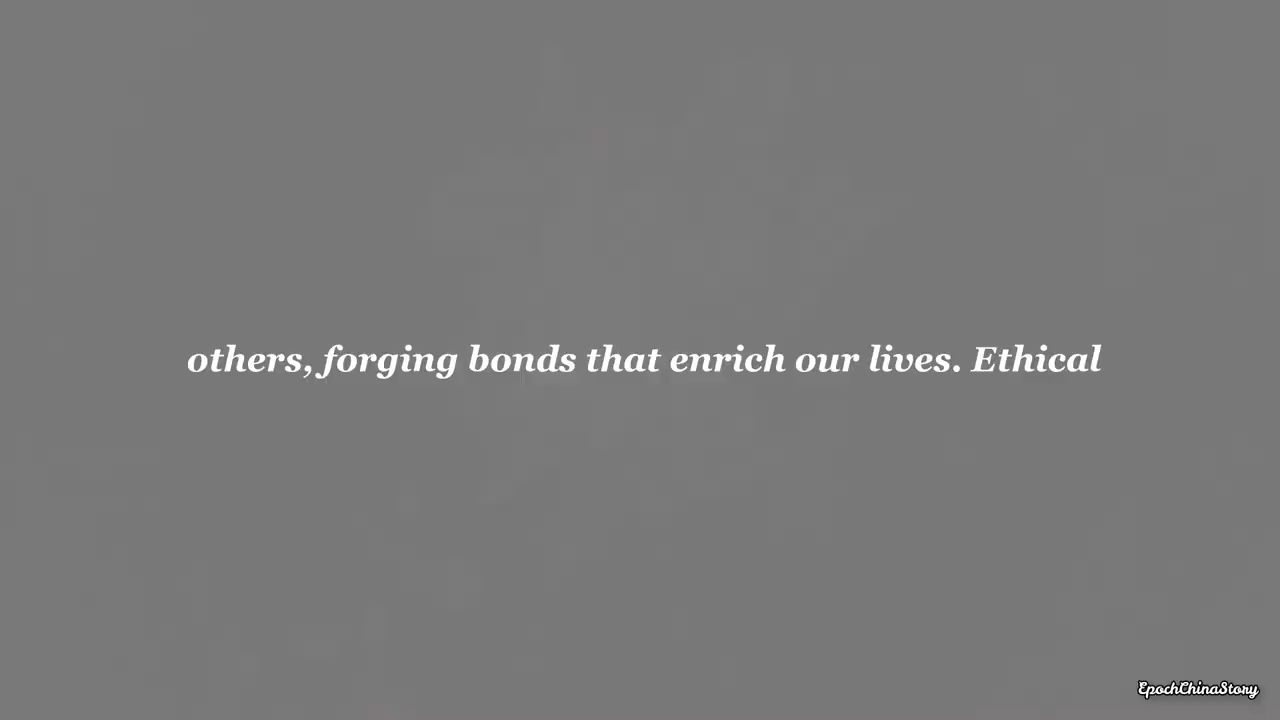 others, forging bonds that enrich our lives. Ethical
EpochChinaStory